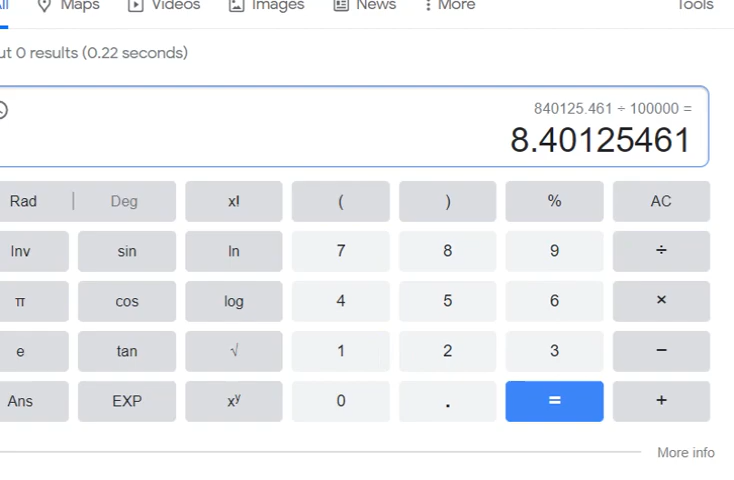 Maps Videos Images News More Tools
0 results (0.22 seconds)
840125.461 ÷ 100000 =
8.40125461
Rad | Deg x! ( ) % AC
Inv sin ln 7 8 9 ÷
π cos log 4 5 6 ×
e tan √ 1 2 3 −
Ans EXP xʸ 0 . = +
More info